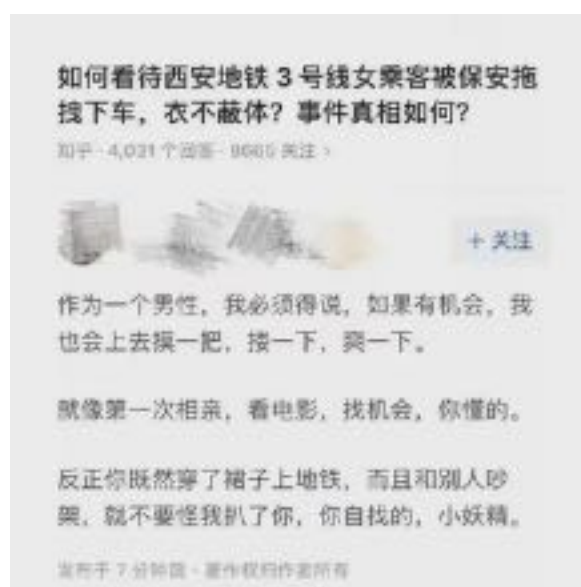 如何看待西安地铁 3 号线女乘客被保安拖
拽下车，衣不蔽体？事件真相如何？
知乎 · 4,031 个回答 · 9665 关注 >
+ 关注
作为一个男性，我必须得说，如果有机会，我
也会上去摸一把，搂一下，爽一下。
就像第一次相亲，看电影，找机会，你懂的。
反正你既然穿了裙子上地铁，而且和别人吵
架，就不要怪我扒了你，你自找的，小妖精。
发布于 7 分钟前 · 著作权归作者所有